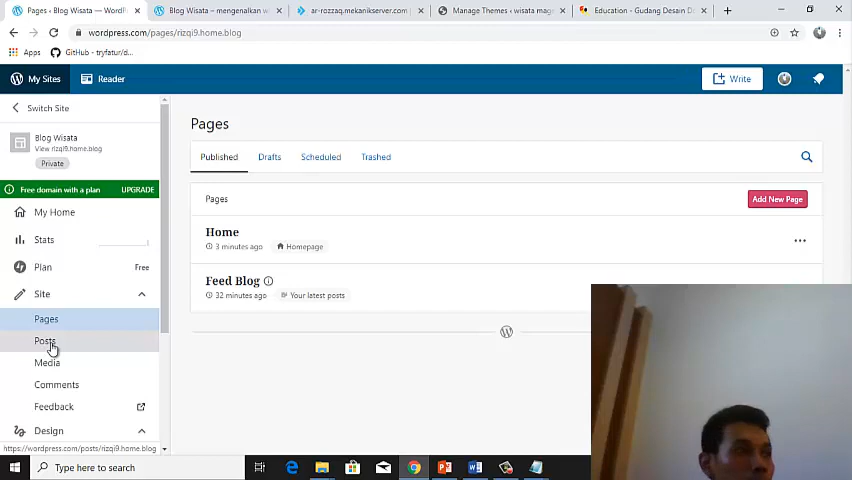 Pages ‹ Blog Wisata — WordP
Blog Wisata – mengenalkan w
ar-rozzaq.mekanikserver.com |
Manage Themes ‹ wisata mag
Education - Gudang Desain D
wordpress.com/pages/rizqi9.home.blog
Apps
GitHub - tryfatur/d...
My Sites
Reader
Write
Switch Site
Blog Wisata
View rizqi9.home.blog
Private
Free domain with a plan
UPGRADE
My Home
Stats
Plan
Free
Site
Pages
Posts
Media
Comments
Feedback
Design
https://wordpress.com/posts/rizqi9.home.blog
Pages
Published
Drafts
Scheduled
Trashed
Pages
Add New Page
Home
3 minutes ago
Homepage
Feed Blog
32 minutes ago
Your latest posts
Type here to search